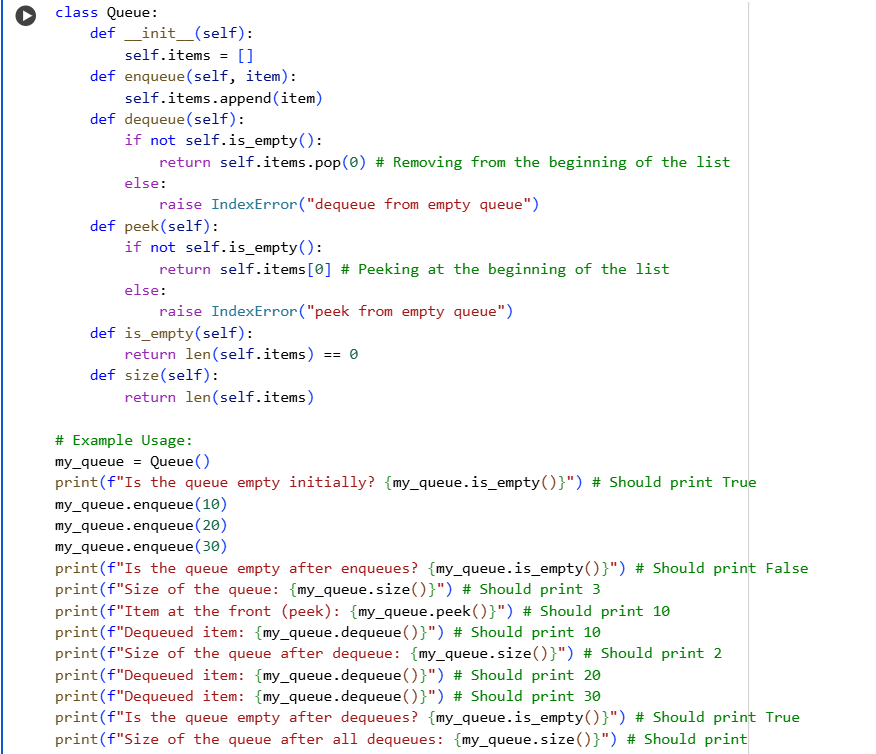 class Queue:
    def __init__(self):
        self.items = []
    def enqueue(self, item):
        self.items.append(item)
    def dequeue(self):
        if not self.is_empty():
            return self.items.pop(0) # Removing from the beginning of the list
        else:
            raise IndexError("dequeue from empty queue")
    def peek(self):
        if not self.is_empty():
            return self.items[0] # Peeking at the beginning of the list
        else:
            raise IndexError("peek from empty queue")
    def is_empty(self):
        return len(self.items) == 0
    def size(self):
        return len(self.items)

# Example Usage:
my_queue = Queue()
print(f"Is the queue empty initially? {my_queue.is_empty()}") # Should print True
my_queue.enqueue(10)
my_queue.enqueue(20)
my_queue.enqueue(30)
print(f"Is the queue empty after enqueues? {my_queue.is_empty()}") # Should print False
print(f"Size of the queue: {my_queue.size()}") # Should print 3
print(f"Item at the front (peek): {my_queue.peek()}") # Should print 10
print(f"Dequeued item: {my_queue.dequeue()}") # Should print 10
print(f"Size of the queue after dequeue: {my_queue.size()}") # Should print 2
print(f"Dequeued item: {my_queue.dequeue()}") # Should print 20
print(f"Dequeued item: {my_queue.dequeue()}") # Should print 30
print(f"Is the queue empty after dequeues? {my_queue.is_empty()}") # Should print True
print(f"Size of the queue after all dequeues: {my_queue.size()}") # Should print